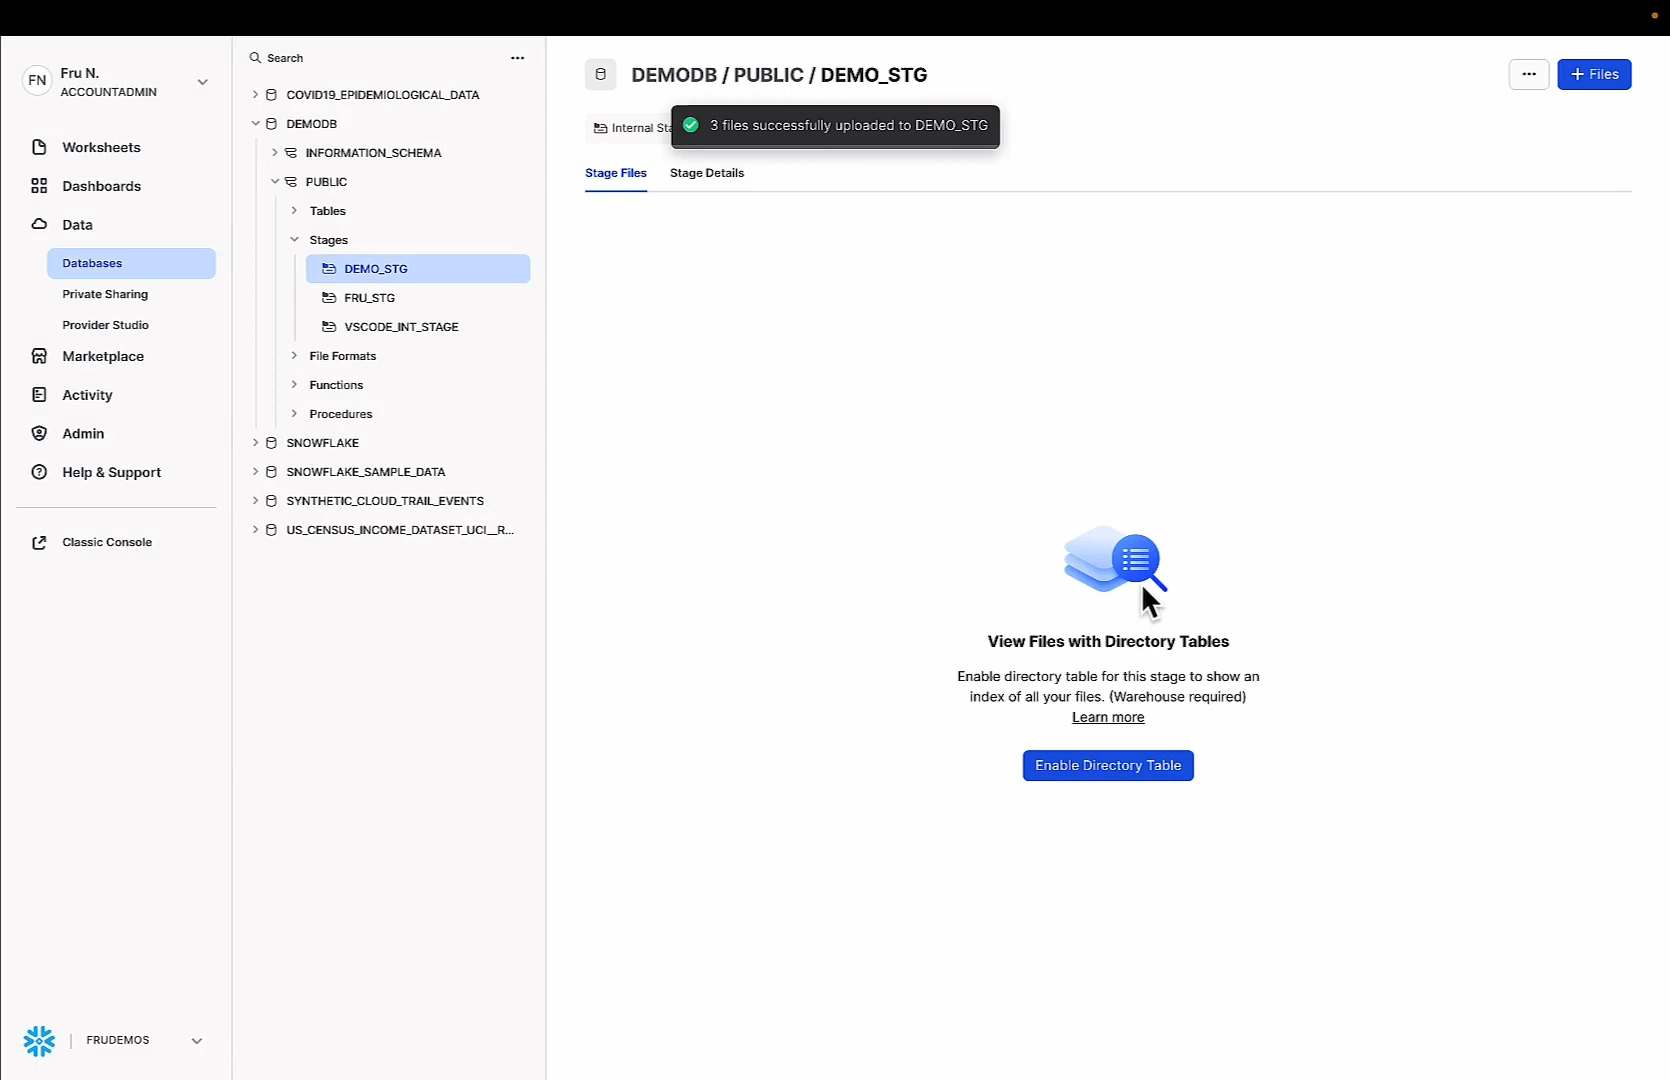 FN
Fru N.
ACCOUNTADMIN
Worksheets
Dashboards
Data
Databases
Private Sharing
Provider Studio
Marketplace
Activity
Admin
Help & Support
Classic Console
FRUDEMOS
Search
COVID19_EPIDEMIOLOGICAL_DATA
DEMODB
INFORMATION_SCHEMA
PUBLIC
Tables
Stages
DEMO_STG
FRU_STG
VSCODE_INT_STAGE
File Formats
Functions
Procedures
SNOWFLAKE
SNOWFLAKE_SAMPLE_DATA
SYNTHETIC_CLOUD_TRAIL_EVENTS
US_CENSUS_INCOME_DATASET_UCI__R...
DEMODB / PUBLIC / DEMO_STG
+ Files
Internal Sta
3 files successfully uploaded to DEMO_STG
Stage Files
Stage Details
View Files with Directory Tables
Enable directory table for this stage to show an
index of all your files. (Warehouse required)
Learn more
Enable Directory Table